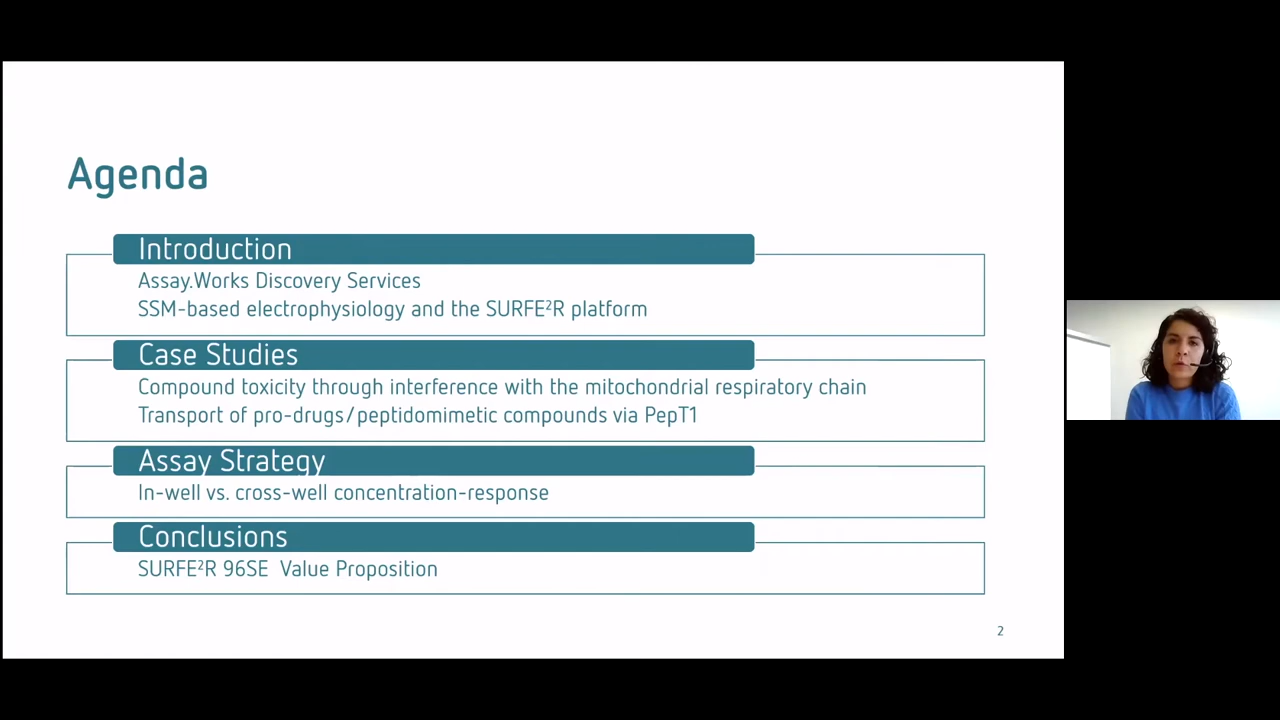 Agenda
Introduction
Assay.Works Discovery Services
SSM-based electrophysiology and the SURFE²R platform
Case Studies
Compound toxicity through interference with the mitochondrial respiratory chain
Transport of pro-drugs/peptidomimetic compounds via PepT1
Assay Strategy
In-well vs. cross-well concentration-response
Conclusions
SURFE²R 96SE Value Proposition
2